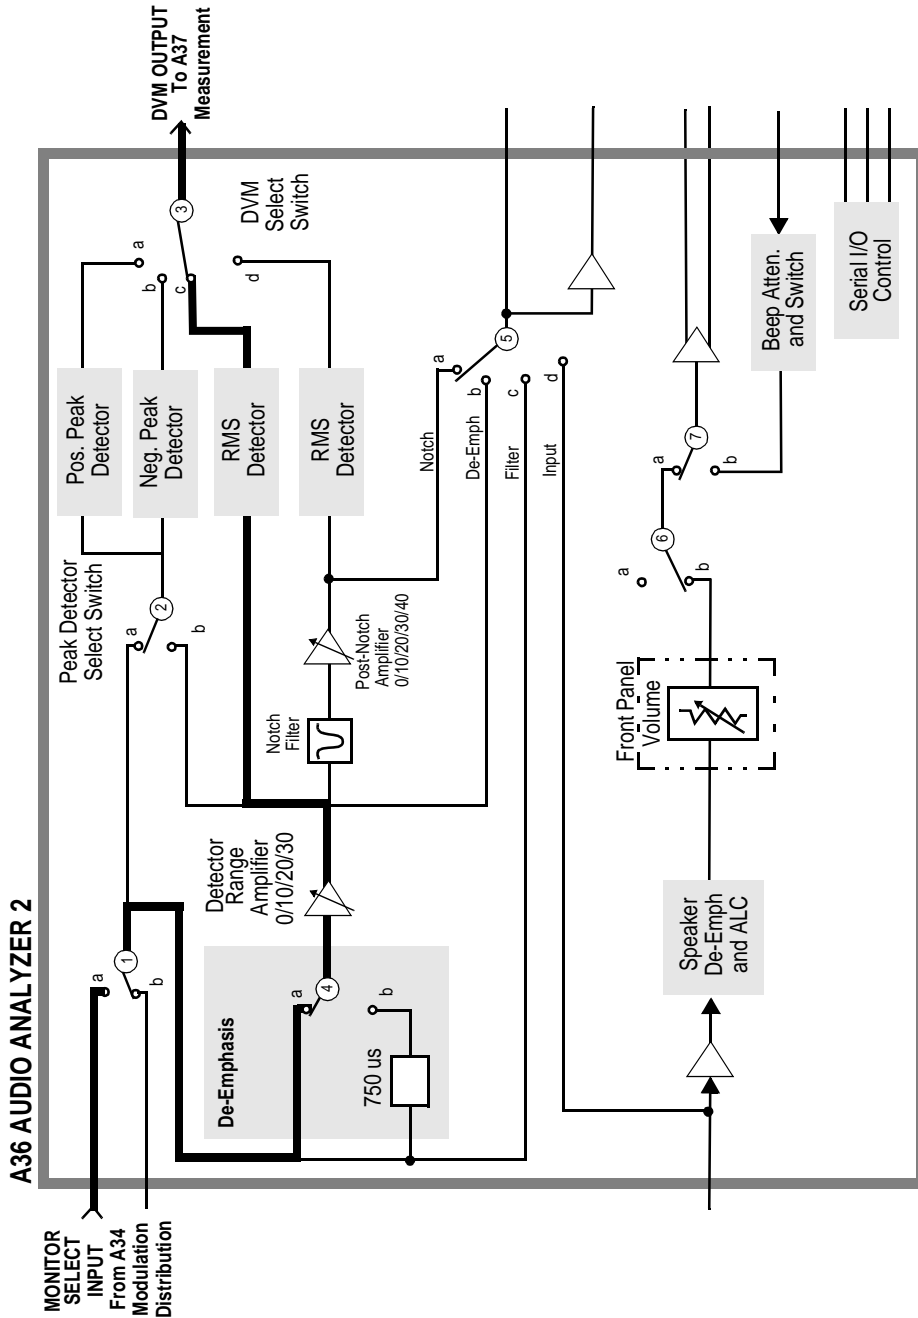 A36 AUDIO ANALYZER 2
MONITOR
SELECT
INPUT
From A34
Modulation
Distribution
a
1
b
De-Emphasis
a
4
b
750 us
Detector
Range
Amplifier
0/10/20/30
Notch
Filter
Post-Notch
Amplifier
0/10/20/30/40
Peak Detector
Select Switch
a
2
b
Pos. Peak
Detector
Neg. Peak
Detector
RMS
Detector
RMS
Detector
a
b
c
d
3
DVM
Select
Switch
DVM OUTPUT
To A37
Measurement
Notch
De-Emph
Filter
Input
a
b
c
d
5
Speaker
De-Emph
and ALC
Front Panel
Volume
a
6
b
a
7
b
Beep Atten.
and Switch
Serial I/O
Control